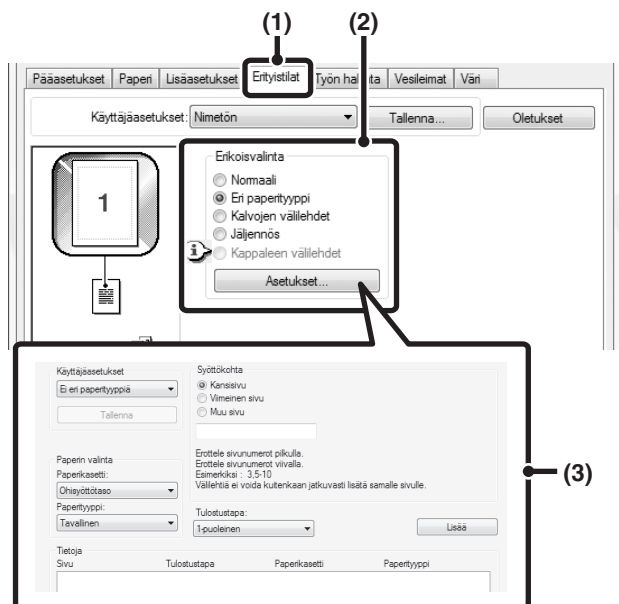 (1) (2)
Pääasetukset Paperi Lisäasetukset Erityistilat Työn hallinta Vesileimat Väri
Käyttäjäasetukset: Nimetön Tallenna... Oletukset
Erikoisvalinta
1
Normaali
Eri paperityyppi
Kalvojen välilehdet
Jäljennös
Kappaleen välilehdet
Asetukset...
(3)
Käyttäjäasetukset
Ei eri paperityyppiä
Tallenna
Syöttökohta
Kansisivu
Viimeinen sivu
Muu sivu
Erottele sivunumerot pilkulla.
Erottele sivunumerot viivalla.
Esimerkiksi : 3,5-10
Välilehtiä ei voida kuitenkaan jatkuvasti lisätä samalle sivulle.
Paperin valinta
Paperikasetti:
Ohisyöttötaso
Paperityyppi:
Tavallinen
Tulostustapa:
1-puoleinen
Lisää
Tietoja
Sivu Tulostustapa Paperikasetti Paperityyppi